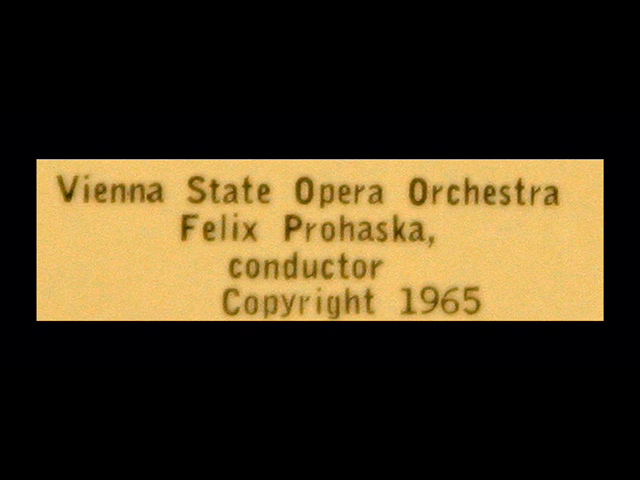 Vienna State Opera Orchestra
Felix Prohaska,
conductor
Copyright 1965